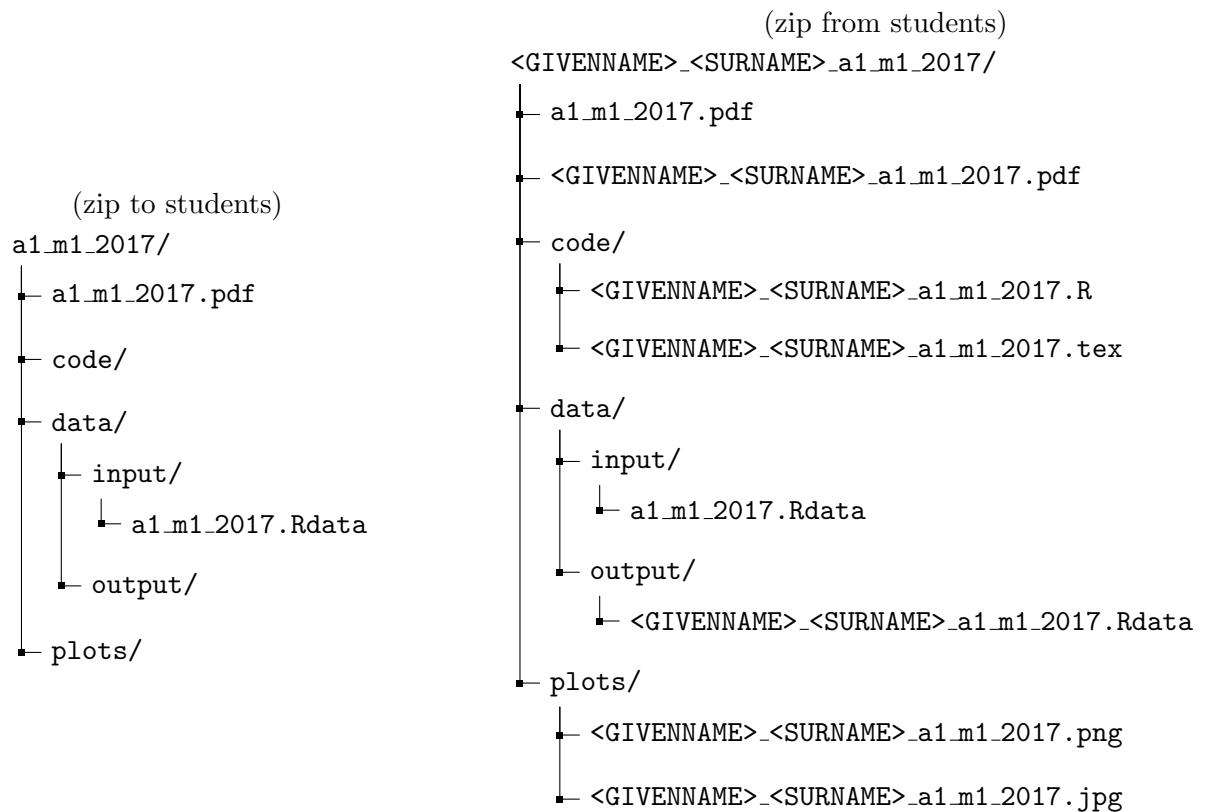 (zip to students)
a1_m1_2017/
a1_m1_2017.pdf
code/
data/
input/
a1_m1_2017.Rdata
output/
plots/
(zip from students)
<GIVENNAME>_<SURNAME>_a1_m1_2017/
a1_m1_2017.pdf
<GIVENNAME>_<SURNAME>_a1_m1_2017.pdf
code/
<GIVENNAME>_<SURNAME>_a1_m1_2017.R
<GIVENNAME>_<SURNAME>_a1_m1_2017.tex
data/
input/
a1_m1_2017.Rdata
output/
<GIVENNAME>_<SURNAME>_a1_m1_2017.Rdata
plots/
<GIVENNAME>_<SURNAME>_a1_m1_2017.png
<GIVENNAME>_<SURNAME>_a1_m1_2017.jpg